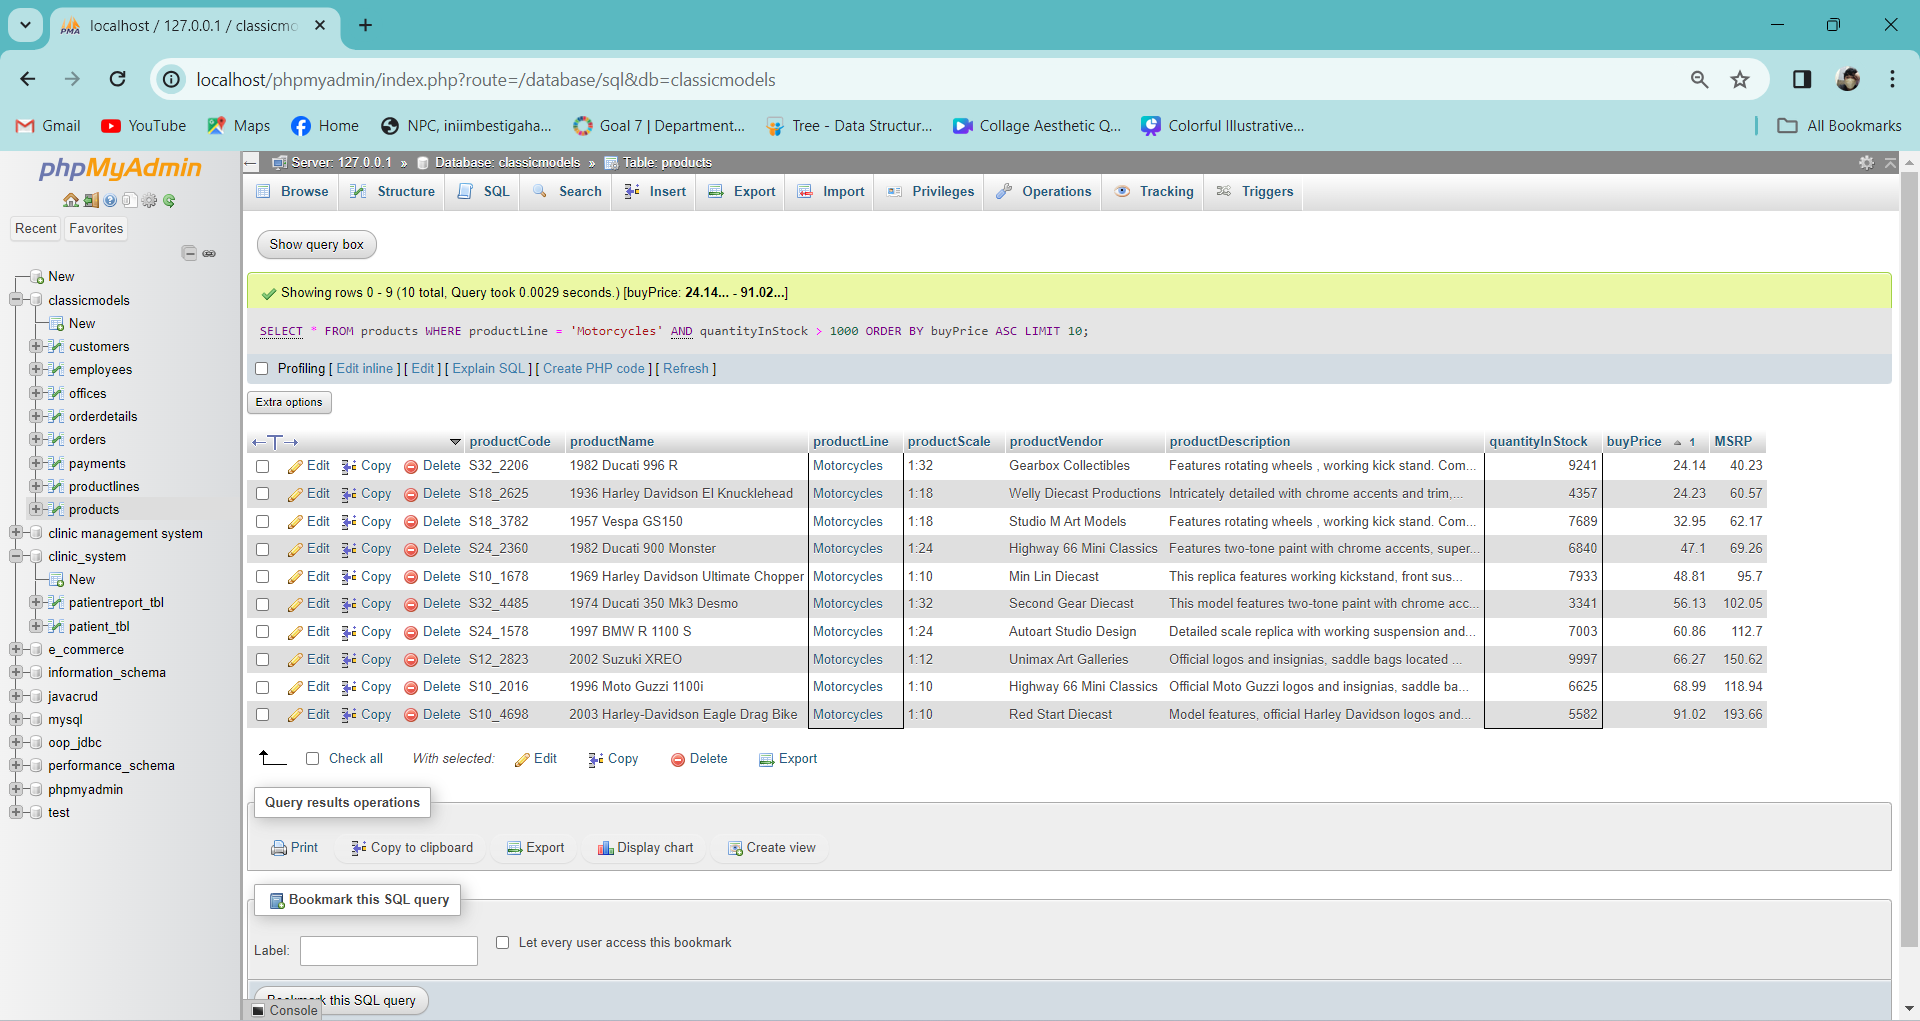 localhost / 127.0.0.1 / classicmo
localhost/phpmyadmin/index.php?route=/database/sql&db=classicmodels
Gmail YouTube Maps Home NPC, iniimbestigaha... Goal 7 | Department... Tree - Data Structur... Collage Aesthetic Q... Colorful Illustrative... All Bookmarks
phpMyAdmin
Recent Favorites
New
classicmodels
New
customers
employees
offices
orderdetails
orders
payments
productlines
products
clinic management system
clinic_system
New
patientreport_tbl
patient_tbl
e_commerce
information_schema
javacrud
mysql
oop_jdbc
performance_schema
phpmyadmin
test
Server: 127.0.0.1 » Database: classicmodels » Table: products
Browse Structure SQL Search Insert Export Import Privileges Operations Tracking Triggers
Show query box
Showing rows 0 - 9 (10 total, Query took 0.0029 seconds.) [buyPrice: 24.14... - 91.02...]
SELECT * FROM products WHERE productLine = 'Motorcycles' AND quantityInStock > 1000 ORDER BY buyPrice ASC LIMIT 10;
Profiling [ Edit inline ] [ Edit ] [ Explain SQL ] [ Create PHP code ] [ Refresh ]
Extra options
productCode productName productLine productScale productVendor productDescription quantityInStock buyPrice 1 MSRP
Edit Copy Delete S32_2206 1982 Ducati 996 R Motorcycles 1:32 Gearbox Collectibles Features rotating wheels , working kick stand. Com... 9241 24.14 40.23
Edit Copy Delete S18_2625 1936 Harley Davidson El Knucklehead Motorcycles 1:18 Welly Diecast Productions Intricately detailed with chrome accents and trim,... 4357 24.23 60.57
Edit Copy Delete S18_3782 1957 Vespa GS150 Motorcycles 1:18 Studio M Art Models Features rotating wheels , working kick stand. Com... 7689 32.95 62.17
Edit Copy Delete S24_2360 1982 Ducati 900 Monster Motorcycles 1:24 Highway 66 Mini Classics Features two-tone paint with chrome accents, super... 6840 47.1 69.26
Edit Copy Delete S10_1678 1969 Harley Davidson Ultimate Chopper Motorcycles 1:10 Min Lin Diecast This replica features working kickstand, front sus... 7933 48.81 95.7
Edit Copy Delete S32_4485 1974 Ducati 350 Mk3 Desmo Motorcycles 1:32 Second Gear Diecast This model features two-tone paint with chrome acc... 3341 56.13 102.05
Edit Copy Delete S24_1578 1997 BMW R 1100 S Motorcycles 1:24 Autoart Studio Design Detailed scale replica with working suspension and... 7003 60.86 112.7
Edit Copy Delete S12_2823 2002 Suzuki XREO Motorcycles 1:12 Unimax Art Galleries Official logos and insignias, saddle bags located ... 9997 66.27 150.62
Edit Copy Delete S10_2016 1996 Moto Guzzi 1100i Motorcycles 1:10 Highway 66 Mini Classics Official Moto Guzzi logos and insignias, saddle ba... 6625 68.99 118.94
Edit Copy Delete S10_4698 2003 Harley-Davidson Eagle Drag Bike Motorcycles 1:10 Red Start Diecast Model features, official Harley Davidson logos and... 5582 91.02 193.66
Check all With selected: Edit Copy Delete Export
Query results operations
Print Copy to clipboard Export Display chart Create view
Bookmark this SQL query
Label: Let every user access this bookmark
Bookmark this SQL query
Console